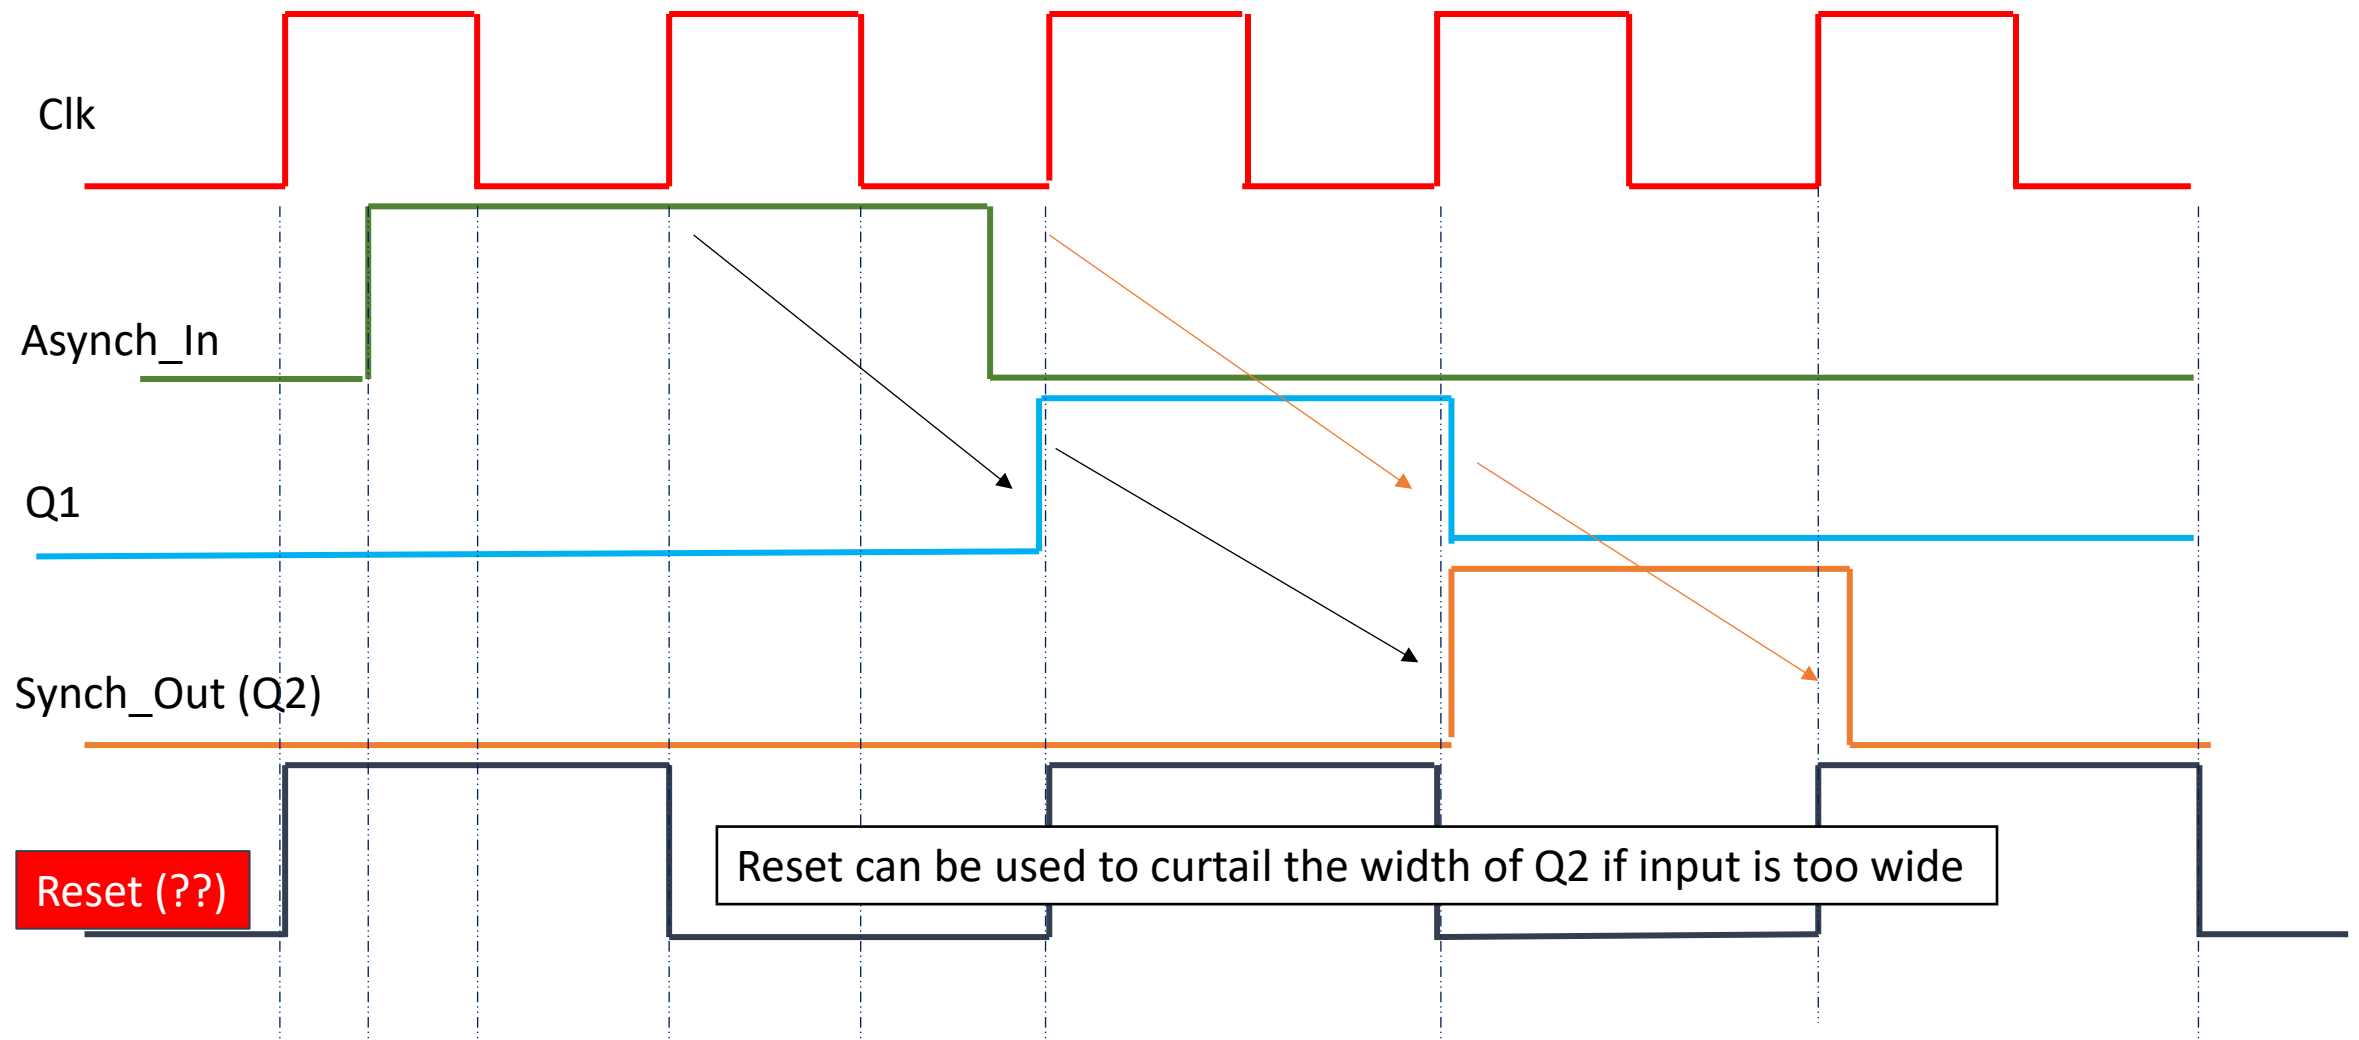 Clk
Asynch_In
Q1
Synch_Out (Q2)
Reset (??)
Reset can be used to curtail the width of Q2 if input is too wide